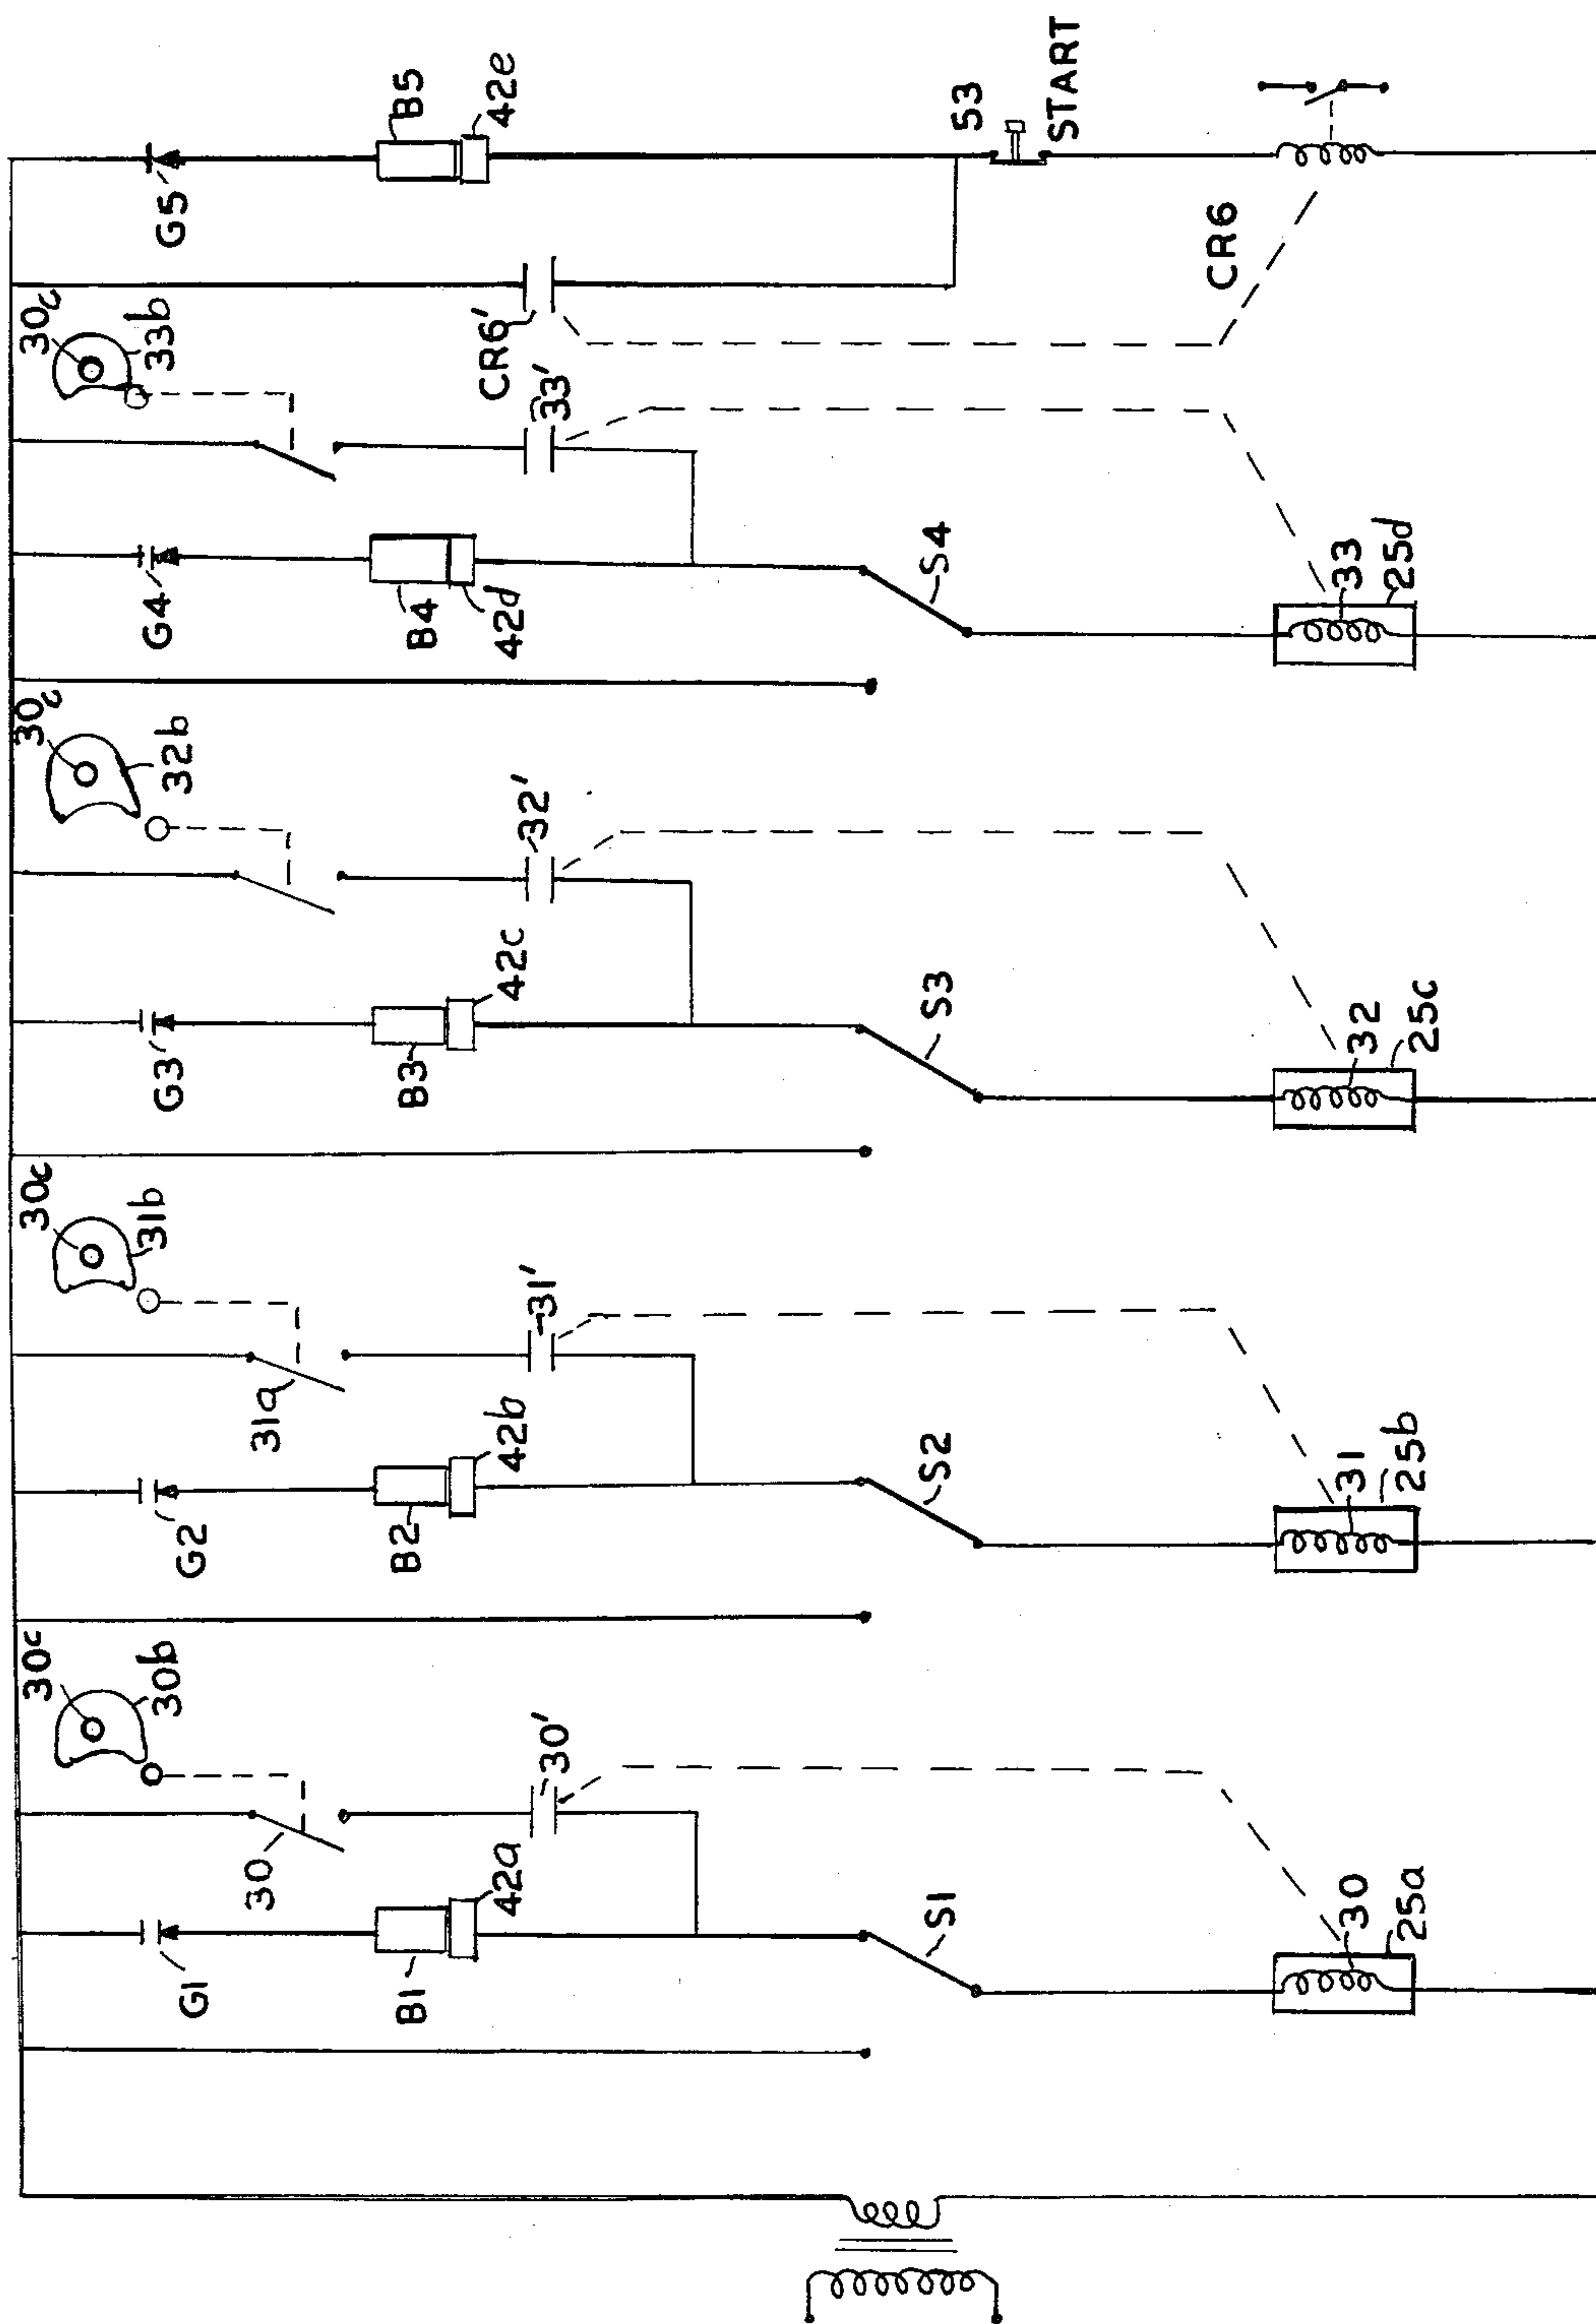 30c
30c
30c
30c
30b
31b
32b
33b
G1
G2
G3
G4
G5
30
31a
B1
B2
B3
B4
B5
42a
42b
42c
42d
42e
CR6'
30'
31'
32'
33'
S1
S2
S3
S4
53
START
CR6
30
31
32
33
25a
25b
25c
25d